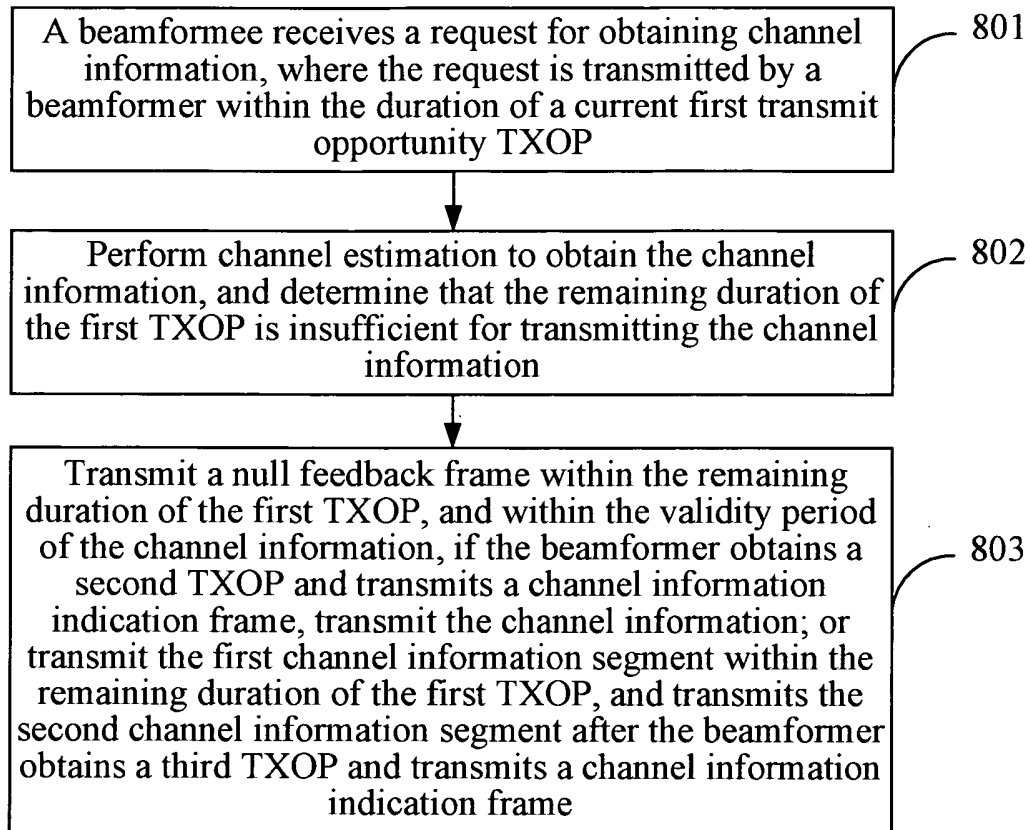 A beamformee receives a request for obtaining channel
information, where the request is transmitted by a
beamformer within the duration of a current first transmit
opportunity TXOP
801
Perform channel estimation to obtain the channel
information, and determine that the remaining duration of
the first TXOP is insufficient for transmitting the channel
information
802
Transmit a null feedback frame within the remaining
duration of the first TXOP, and within the validity period
of the channel information, if the beamformer obtains a
second TXOP and transmits a channel information
indication frame, transmit the channel information; or
transmit the first channel information segment within the
remaining duration of the first TXOP, and transmits the
second channel information segment after the beamformer
obtains a third TXOP and transmits a channel information
indication frame
803